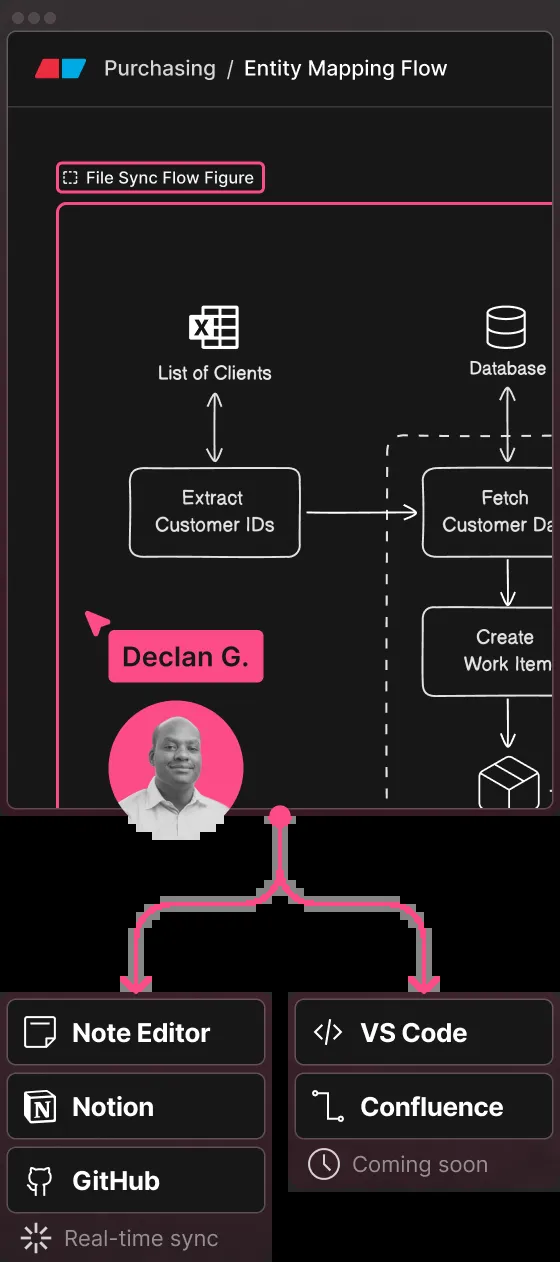 Purchasing / Entity Mapping Flow
File Sync Flow Figure
List of Clients
Database
Extract
Customer IDs
Fetch
Customer Da
Create
Work Item
Declan G.
Note Editor
Notion
GitHub
Real-time sync
VS Code
Confluence
Coming soon